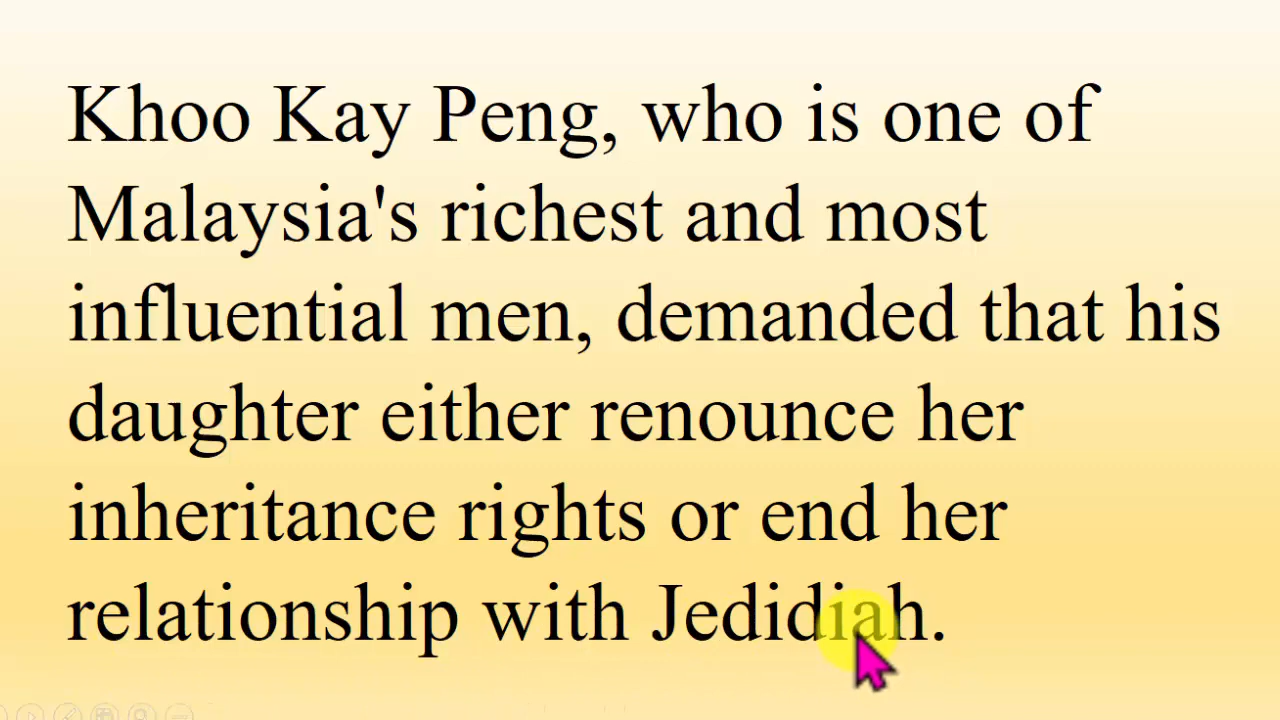 Khoo Kay Peng, who is one of
Malaysia's richest and most
influential men, demanded that his
daughter either renounce her
inheritance rights or end her
relationship with Jedidiah.